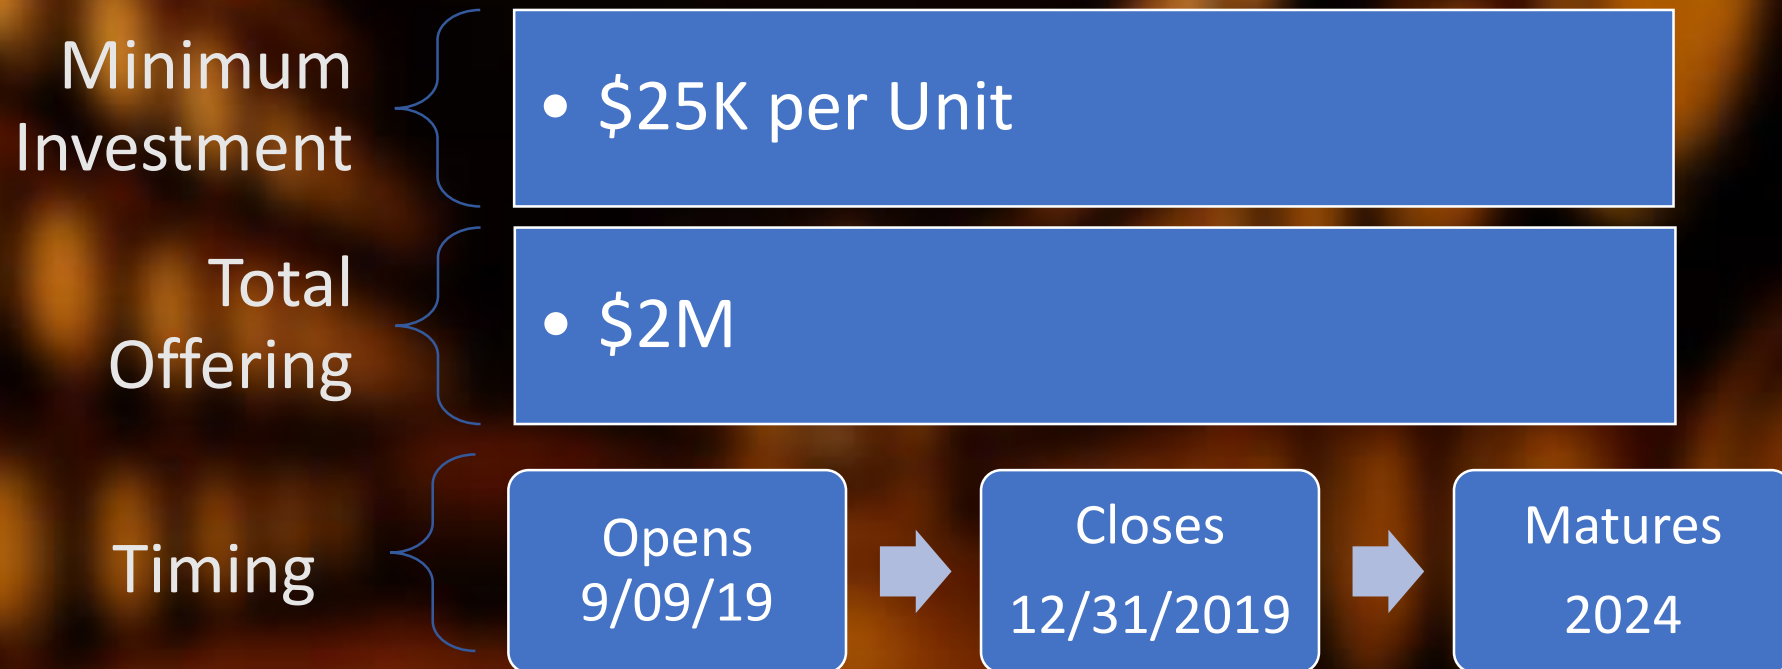 Minimum
Investment
• $25K per Unit
Total
Offering
• $2M
Timing
Opens
9/09/19
Closes
12/31/2019
Matures
2024